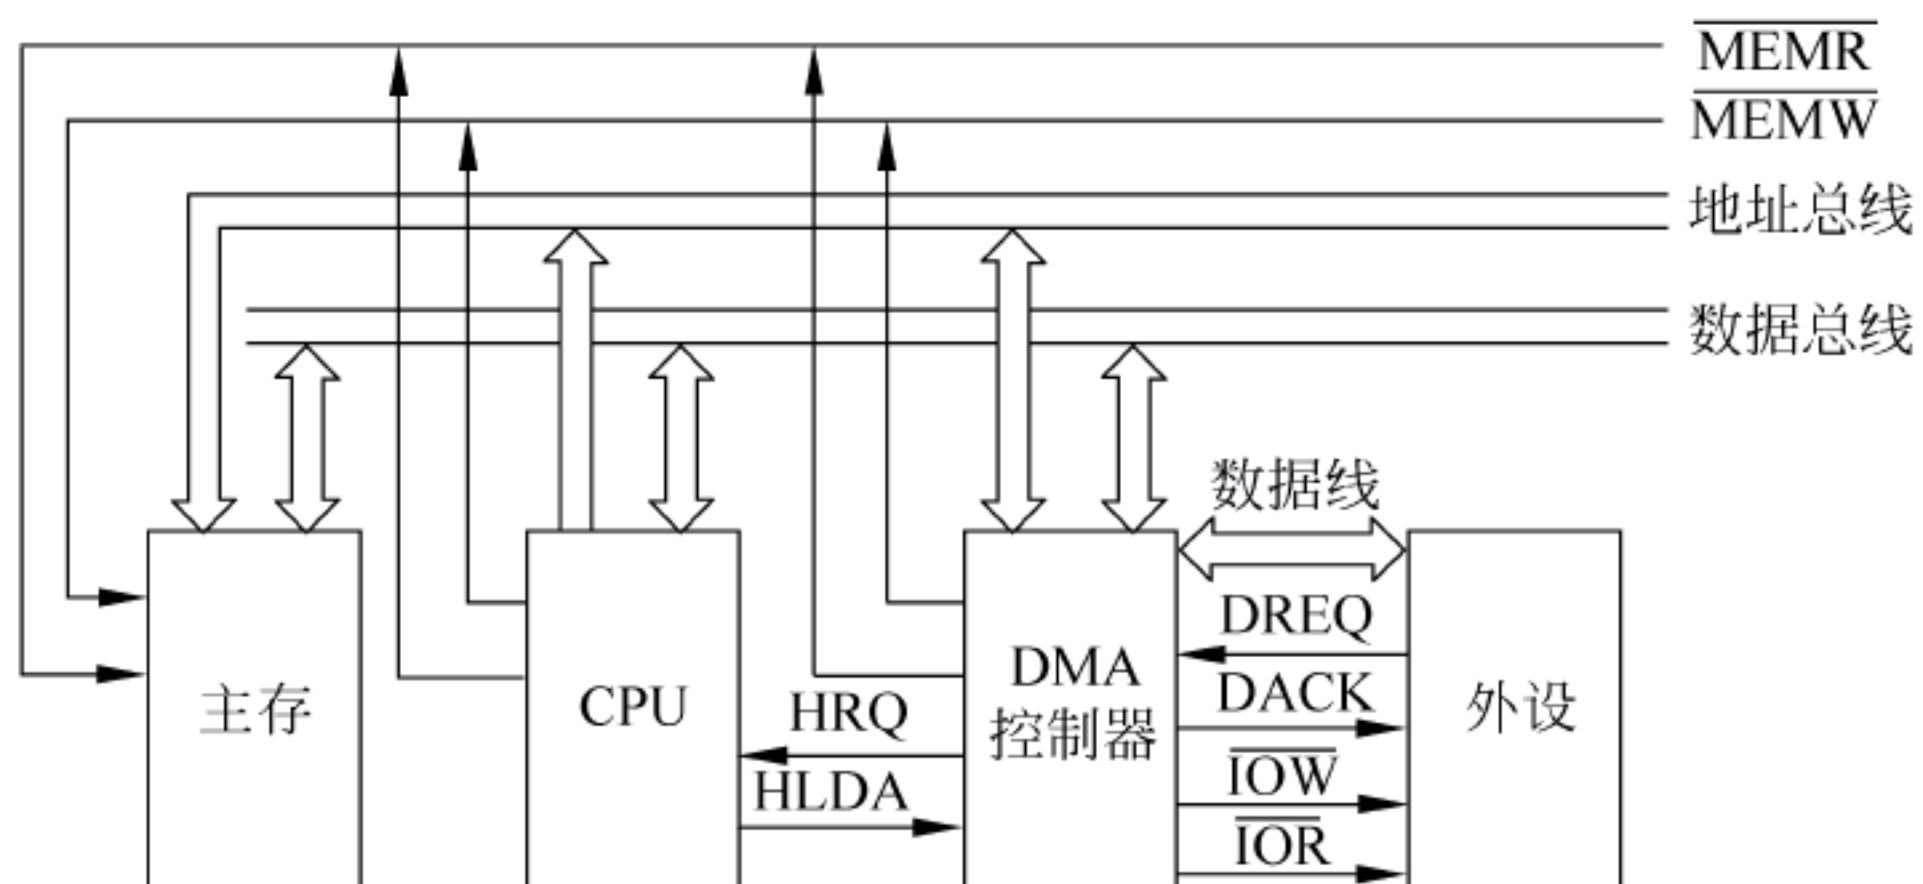 MEMR
MEMW
地址总线
数据总线
数据线
DREQ
DACK
IOW
IOR
HRQ
HLDA
主存
CPU
DMA
控制器
外设